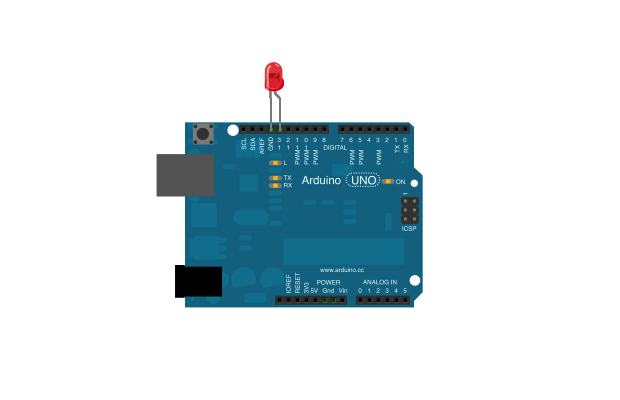 SCL
SDA
AREF
GND
13
12
PWM 11
PWM 10
PWM 9
8
DIGITAL
7
PWM 6
PWM 5
4
PWM 3
2
TX 1
RX 0
L
TX
RX
Arduino UNO
ON
1
ICSP
www.arduino.cc
POWER
ANALOG IN
IOREF
RESET
3V3
5V
Gnd
Vin
0 1 2 3 4 5